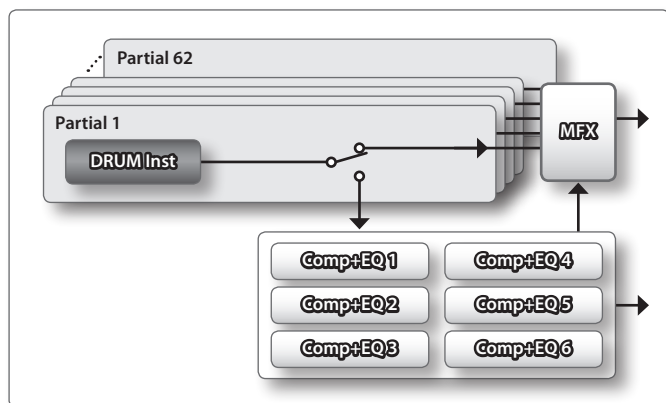 Partial 62
Partial 1
DRUM Inst
MFX
Comp+EQ 1
Comp+EQ 4
Comp+EQ 2
Comp+EQ 5
Comp+EQ 3
Comp+EQ 6